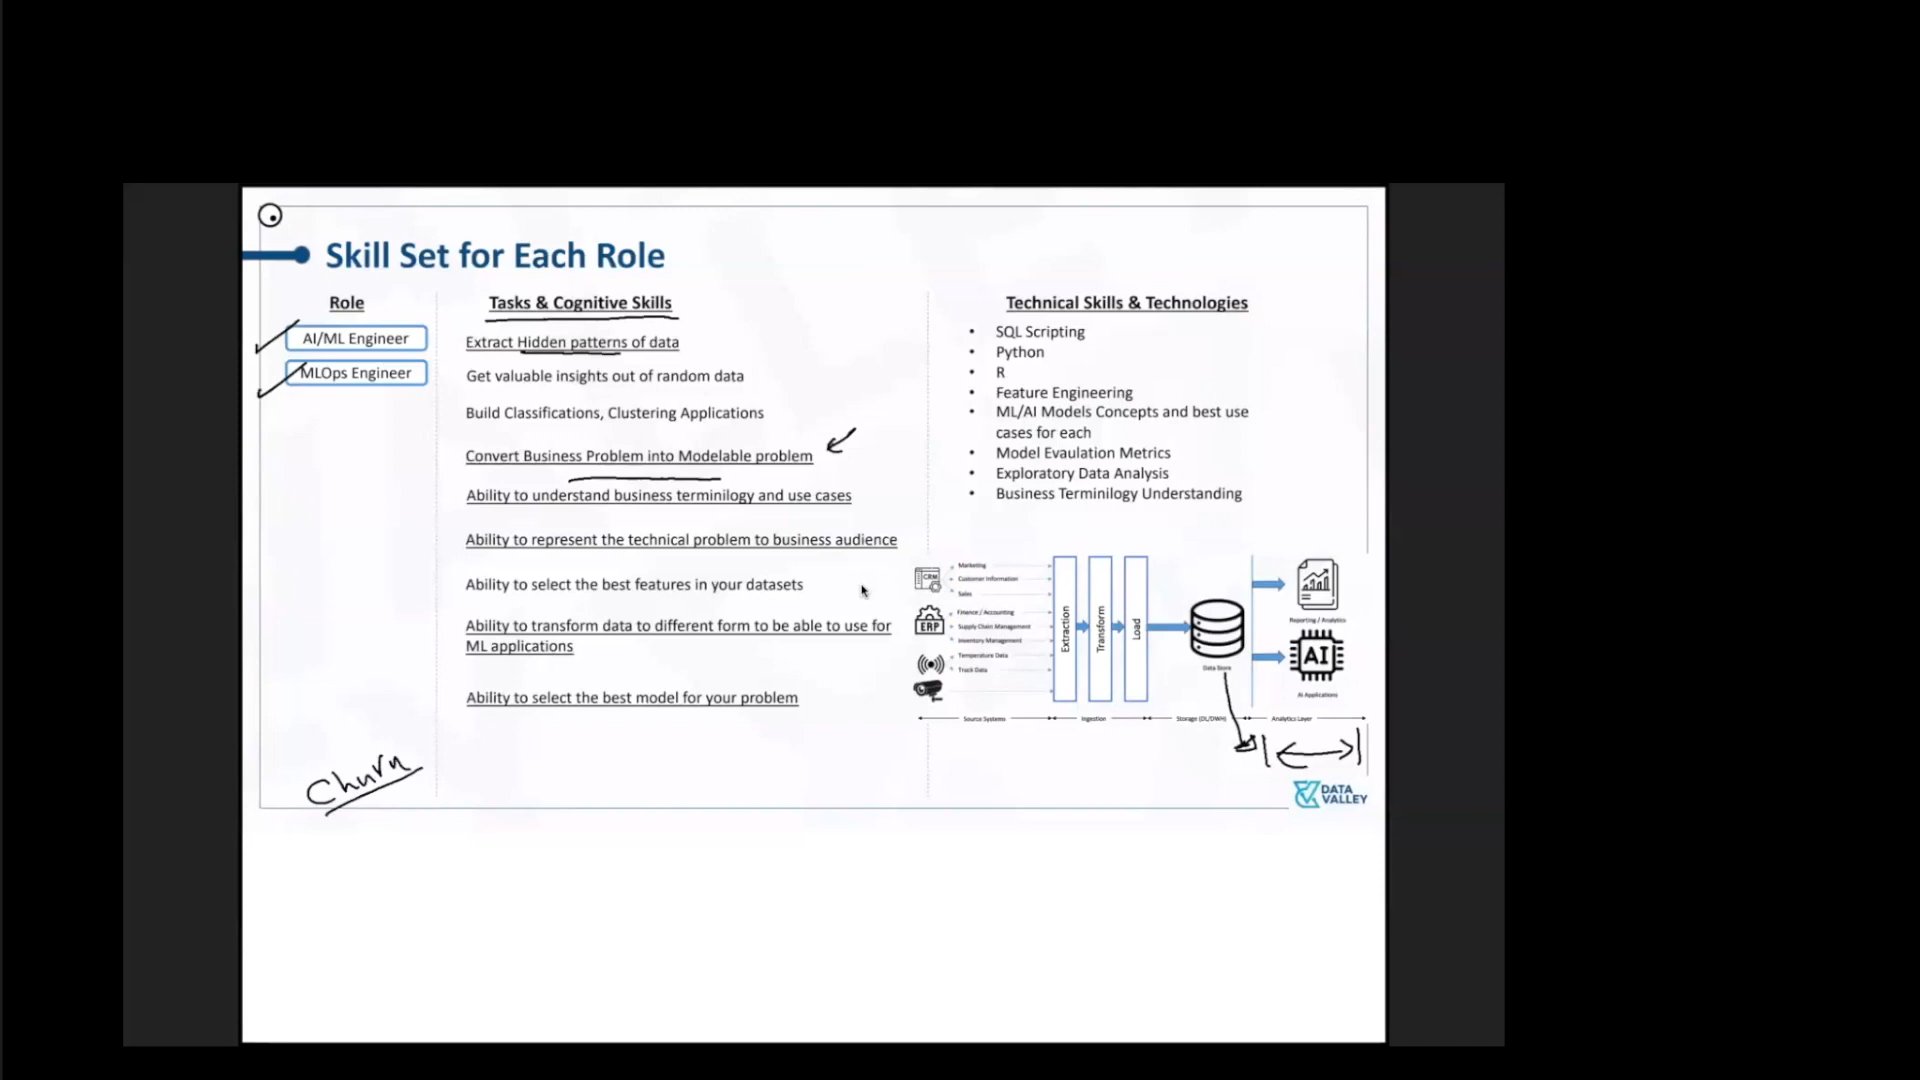 Skill Set for Each Role
Role
AI/ML Engineer
MLOps Engineer
Tasks & Cognitive Skills
Extract Hidden patterns of data
Get valuable insights out of random data
Build Classifications, Clustering Applications
Convert Business Problem into Modelable problem
Ability to understand business terminilogy and use cases
Ability to represent the technical problem to business audience
Ability to select the best features in your datasets
Ability to transform data to different form to be able to use for
ML applications
Ability to select the best model for your problem
Churn
Technical Skills & Technologies
• SQL Scripting
• Python
• R
• Feature Engineering
• ML/AI Models Concepts and best use
cases for each
• Model Evaulation Metrics
• Exploratory Data Analysis
• Business Terminilogy Understanding
CRM
Marketing
Customer Information
Sales
ERP
Finance / Accounting
Supply Chain Management
Inventory Management
Temperature Data
Truck Data
Extraction
Transform
Load
Data Store
Reporting / Analytics
AI
AI Applications
Source Systems
Ingestion
Storage (DL/DWH)
Analytics Layer
DATA
VALLEY